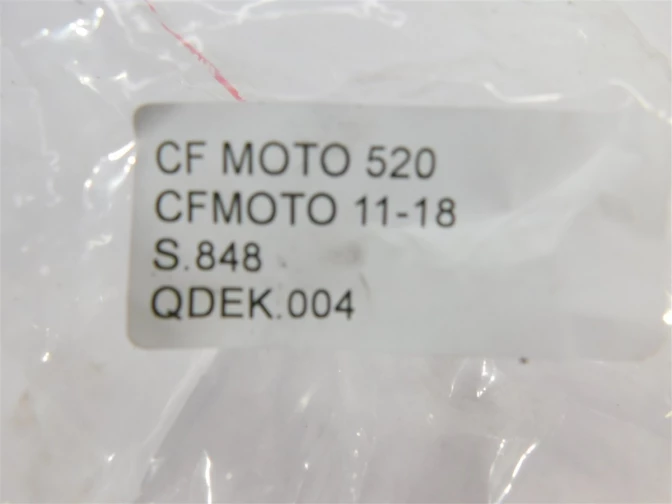 CF MOTO 520
CFMOTO 11-18
S.848
QDEK.004